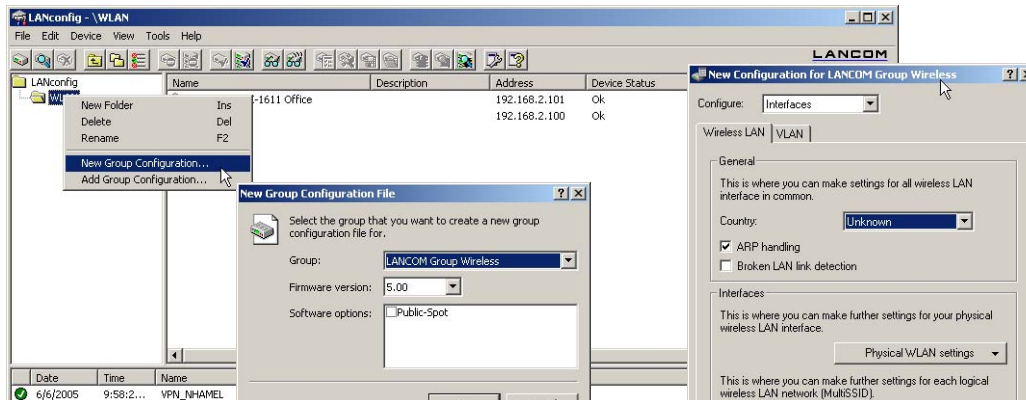 LANconfig - \WLAN
File Edit Device View Tools Help
LANCOM
LANconfig
Name Description Address Device Status
-1611 Office 192.168.2.101 Ok
192.168.2.100 Ok
New Folder Ins
Delete Del
Rename F2
New Group Configuration...
Add Group Configuration...
New Group Configuration File
Select the group that you want to create a new group
configuration file for.
Group: LANCOM Group Wireless
Firmware version: 5.00
Software options: Public-Spot
New Configuration for LANCOM Group Wireless
Configure: Interfaces
Wireless LAN VLAN
General
This is where you can make settings for all wireless LAN
interface in common.
Country: Unknown
ARP handling
Broken LAN link detection
Interfaces
This is where you can make further settings for your physical
wireless LAN interface.
Physical WLAN settings
This is where you can make further settings for each logical
wireless LAN network (MultiSSID).
Date Time Name
6/6/2005 9:58:2... VPN_NHAMEL